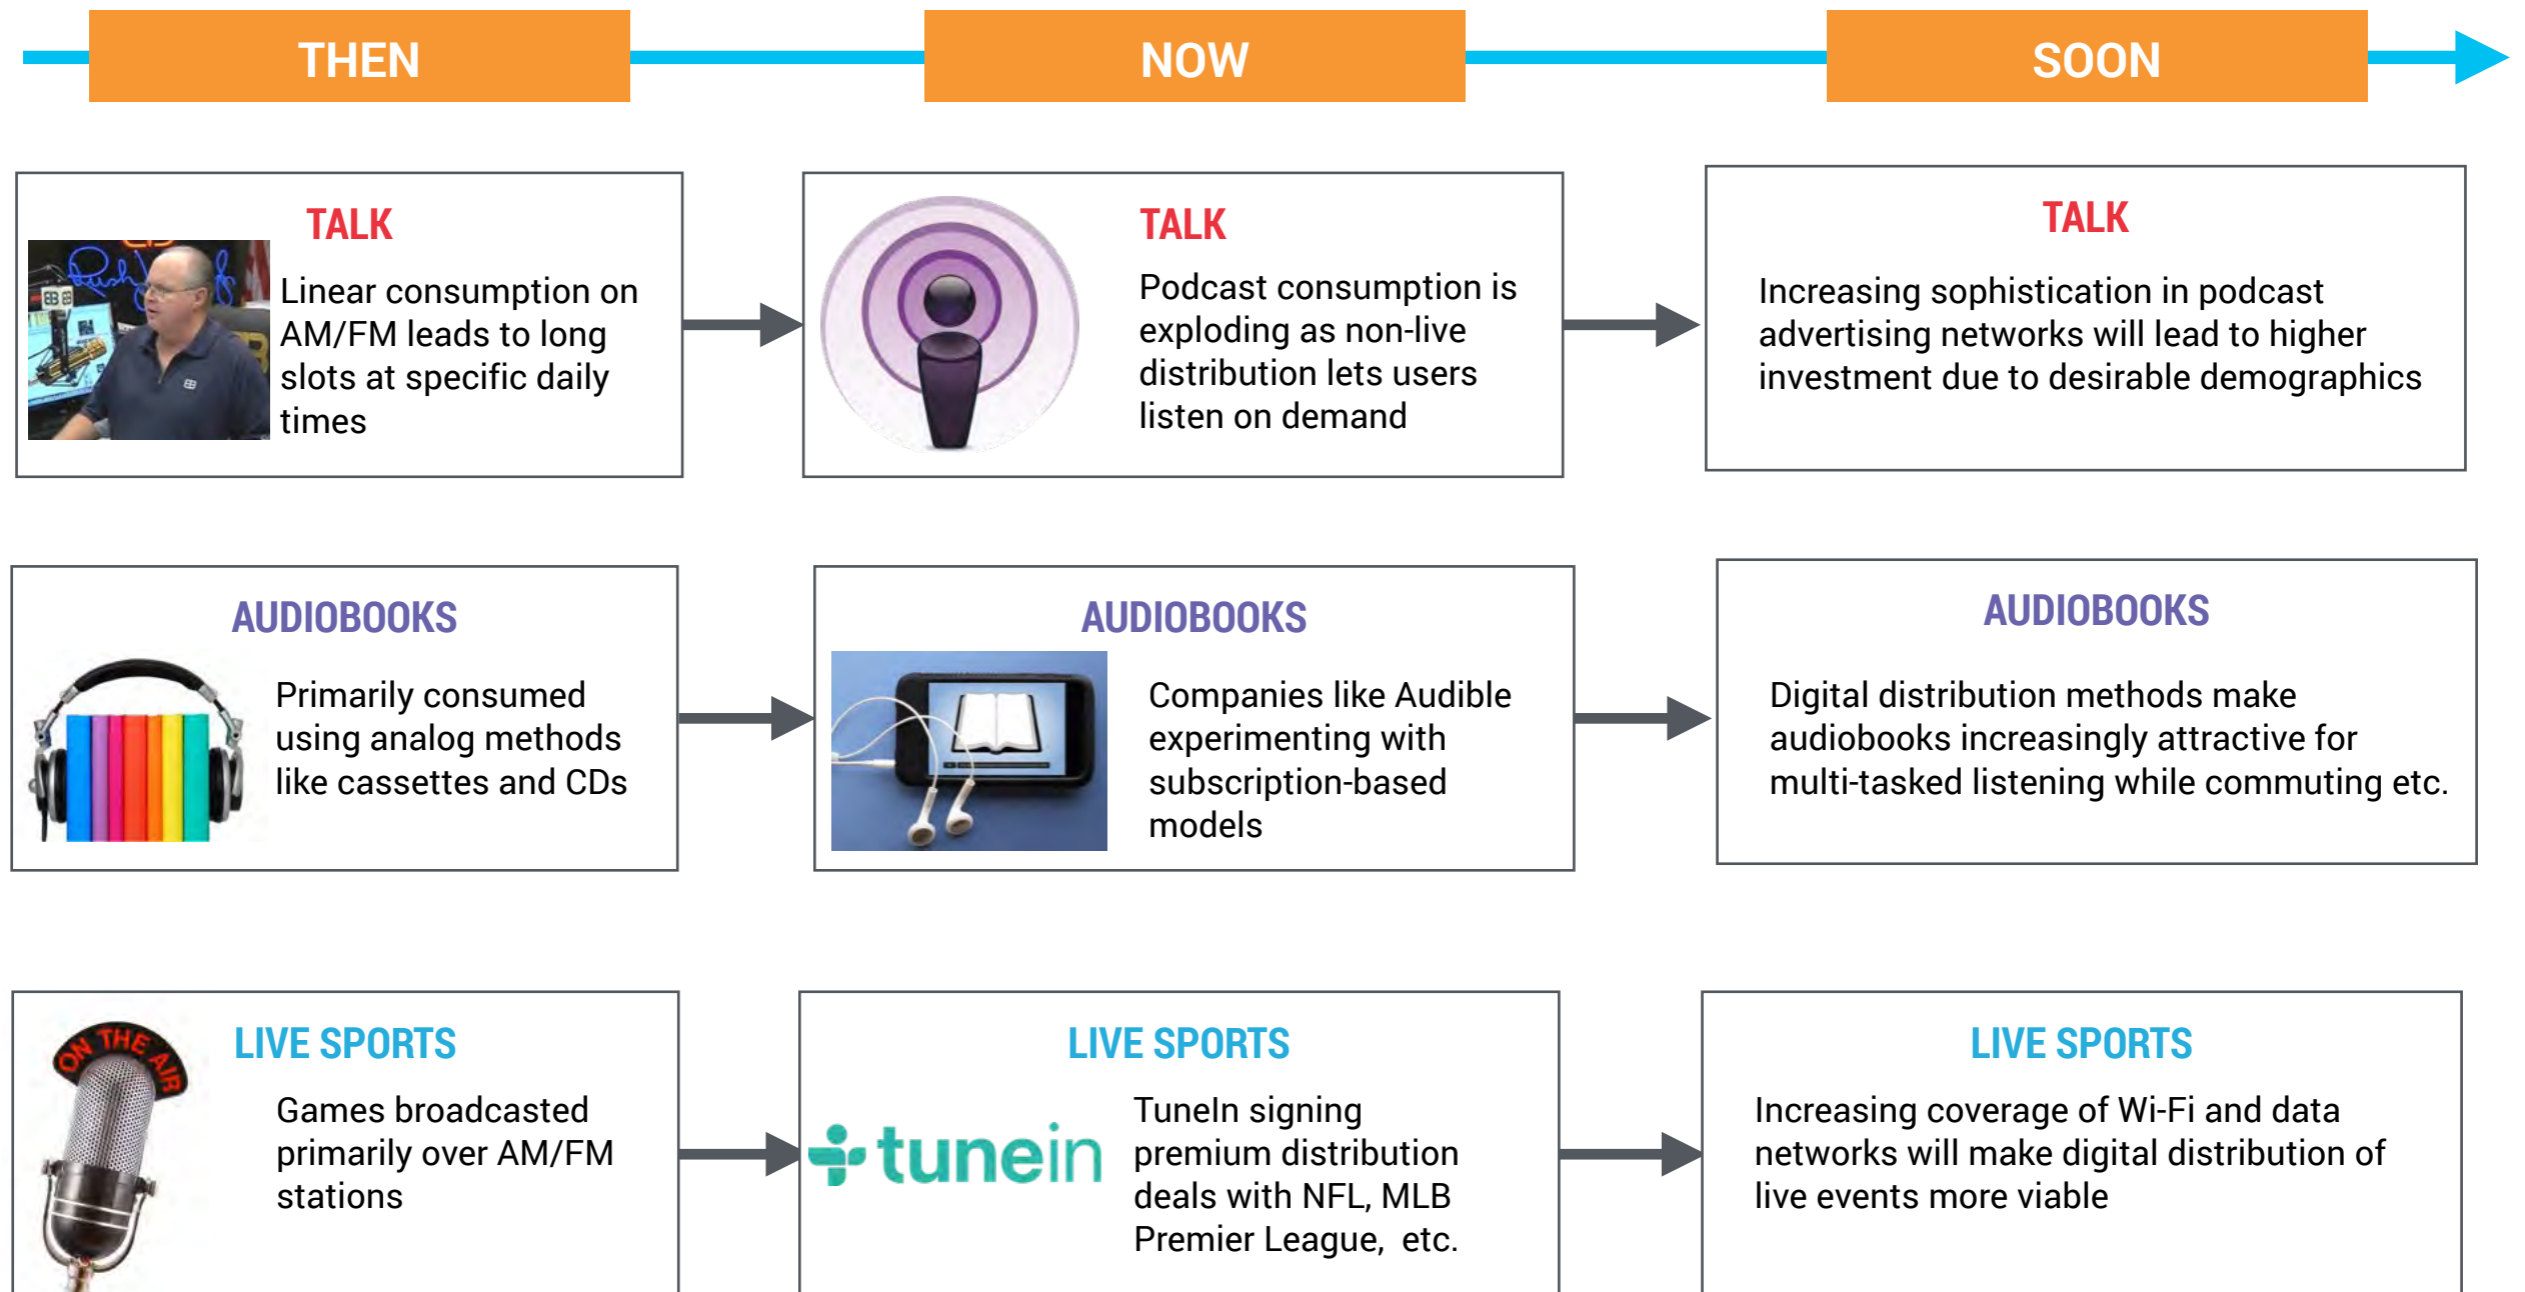 THEN
NOW
SOON
TALK
Linear consumption on
AM/FM leads to long
slots at specific daily
times
TALK
Podcast consumption is
exploding as non-live
distribution lets users
listen on demand
TALK
Increasing sophistication in podcast
advertising networks will lead to higher
investment due to desirable demographics
AUDIOBOOKS
Primarily consumed
using analog methods
like cassettes and CDs
AUDIOBOOKS
Companies like Audible
experimenting with
subscription-based
models
AUDIOBOOKS
Digital distribution methods make
audiobooks increasingly attractive for
multi-tasked listening while commuting etc.
ON THE AIR
LIVE SPORTS
Games broadcasted
primarily over AM/FM
stations
LIVE SPORTS
tunein
TuneIn signing
premium distribution
deals with NFL, MLB
Premier League,  etc.
LIVE SPORTS
Increasing coverage of Wi-Fi and data
networks will make digital distribution of
live events more viable